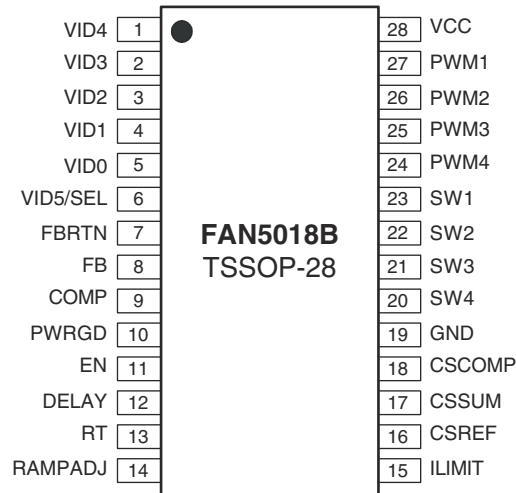 VID4 1
VID3 2
VID2 3
VID1 4
VID0 5
VID5/SEL 6
FBRTN 7
FB 8
COMP 9
PWRGD 10
EN 11
DELAY 12
RT 13
RAMPADJ 14
FAN5018B
TSSOP-28
28 VCC
27 PWM1
26 PWM2
25 PWM3
24 PWM4
23 SW1
22 SW2
21 SW3
20 SW4
19 GND
18 CSCOMP
17 CSSUM
16 CSREF
15 ILIMIT